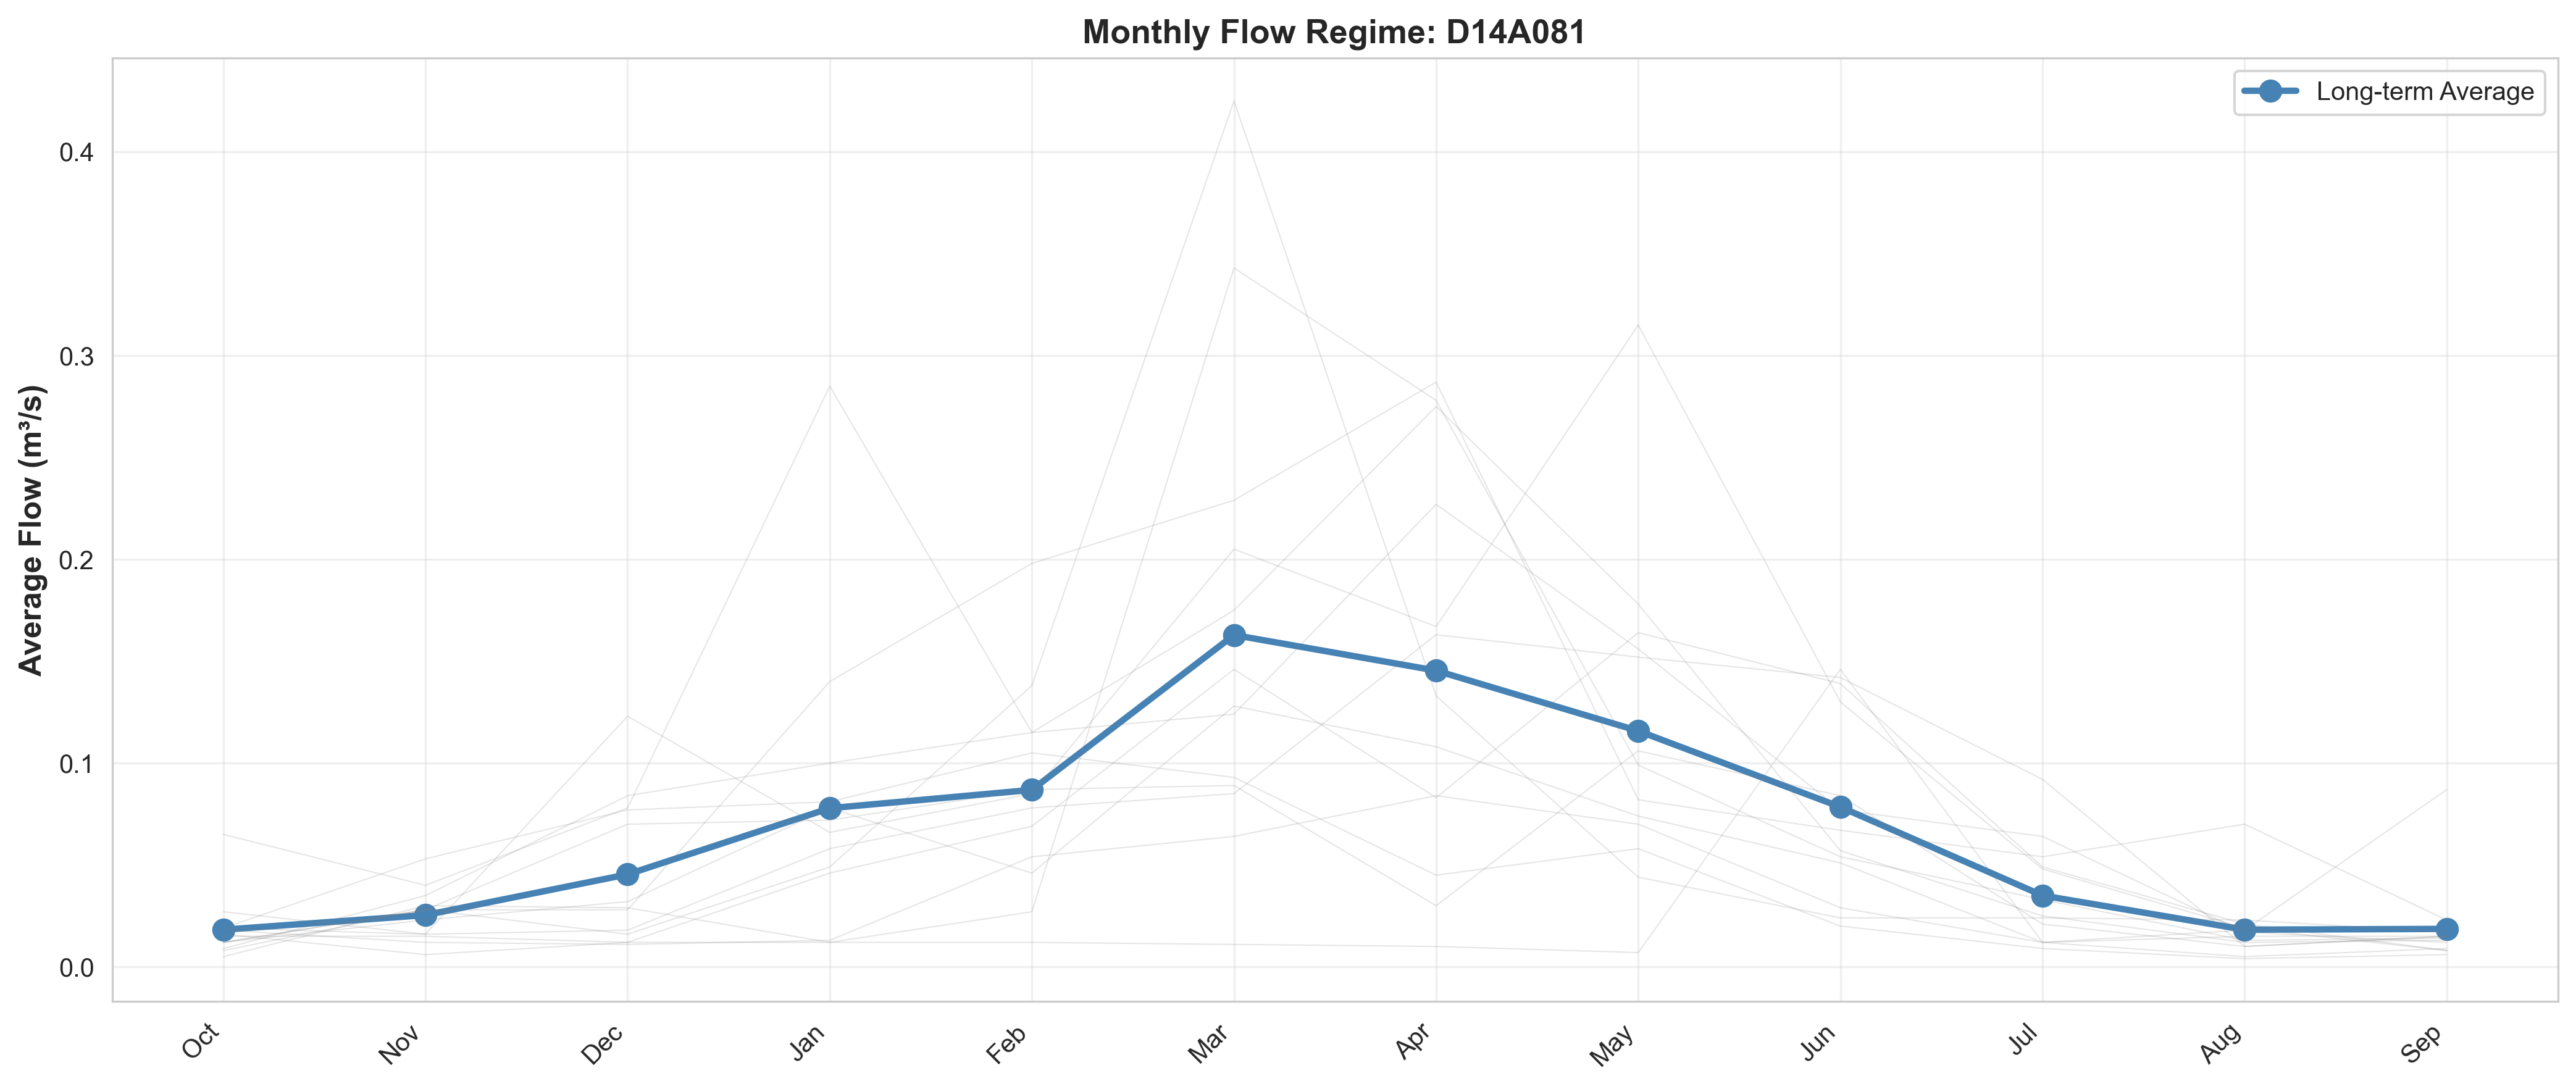 Monthly Flow Regime: D14A081
Long-term Average
Average Flow (m³/s)
0.4
0.3
0.2
0.1
0.0
Oct
Nov
Dec
Jan
Feb
Mar
Apr
May
Jun
Jul
Aug
Sep